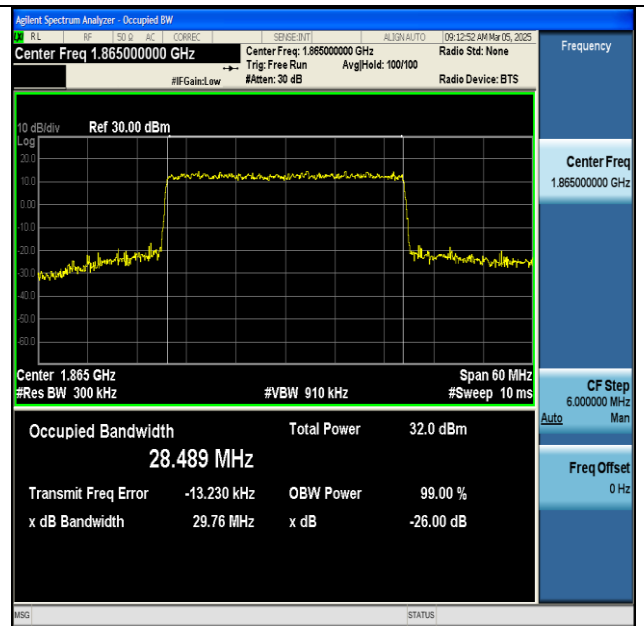 Agilent Spectrum Analyzer - Occupied BW
LXI RL RF 50 Ω AC CORREC SENSE:INT ALIGN AUTO 09:12:52 AM Mar 05, 2025
Center Freq 1.865000000 GHz
Center Freq: 1.865000000 GHz
Radio Std: None
Trig: Free Run Avg|Hold: 100/100
#IFGain:Low #Atten: 30 dB Radio Device: BTS
10 dB/div Ref 30.00 dBm
Log
20.0
10.0
0.00
-10.0
-20.0
-30.0
-40.0
-50.0
-60.0
Center 1.865 GHz Span 60 MHz
#Res BW 300 kHz #VBW 910 kHz #Sweep 10 ms
Occupied Bandwidth Total Power 32.0 dBm
28.489 MHz
Transmit Freq Error -13.230 kHz OBW Power 99.00 %
x dB Bandwidth 29.76 MHz x dB -26.00 dB
Frequency
Center Freq
1.865000000 GHz
CF Step
6.000000 MHz
Auto Man
Freq Offset
0 Hz
MSG STATUS